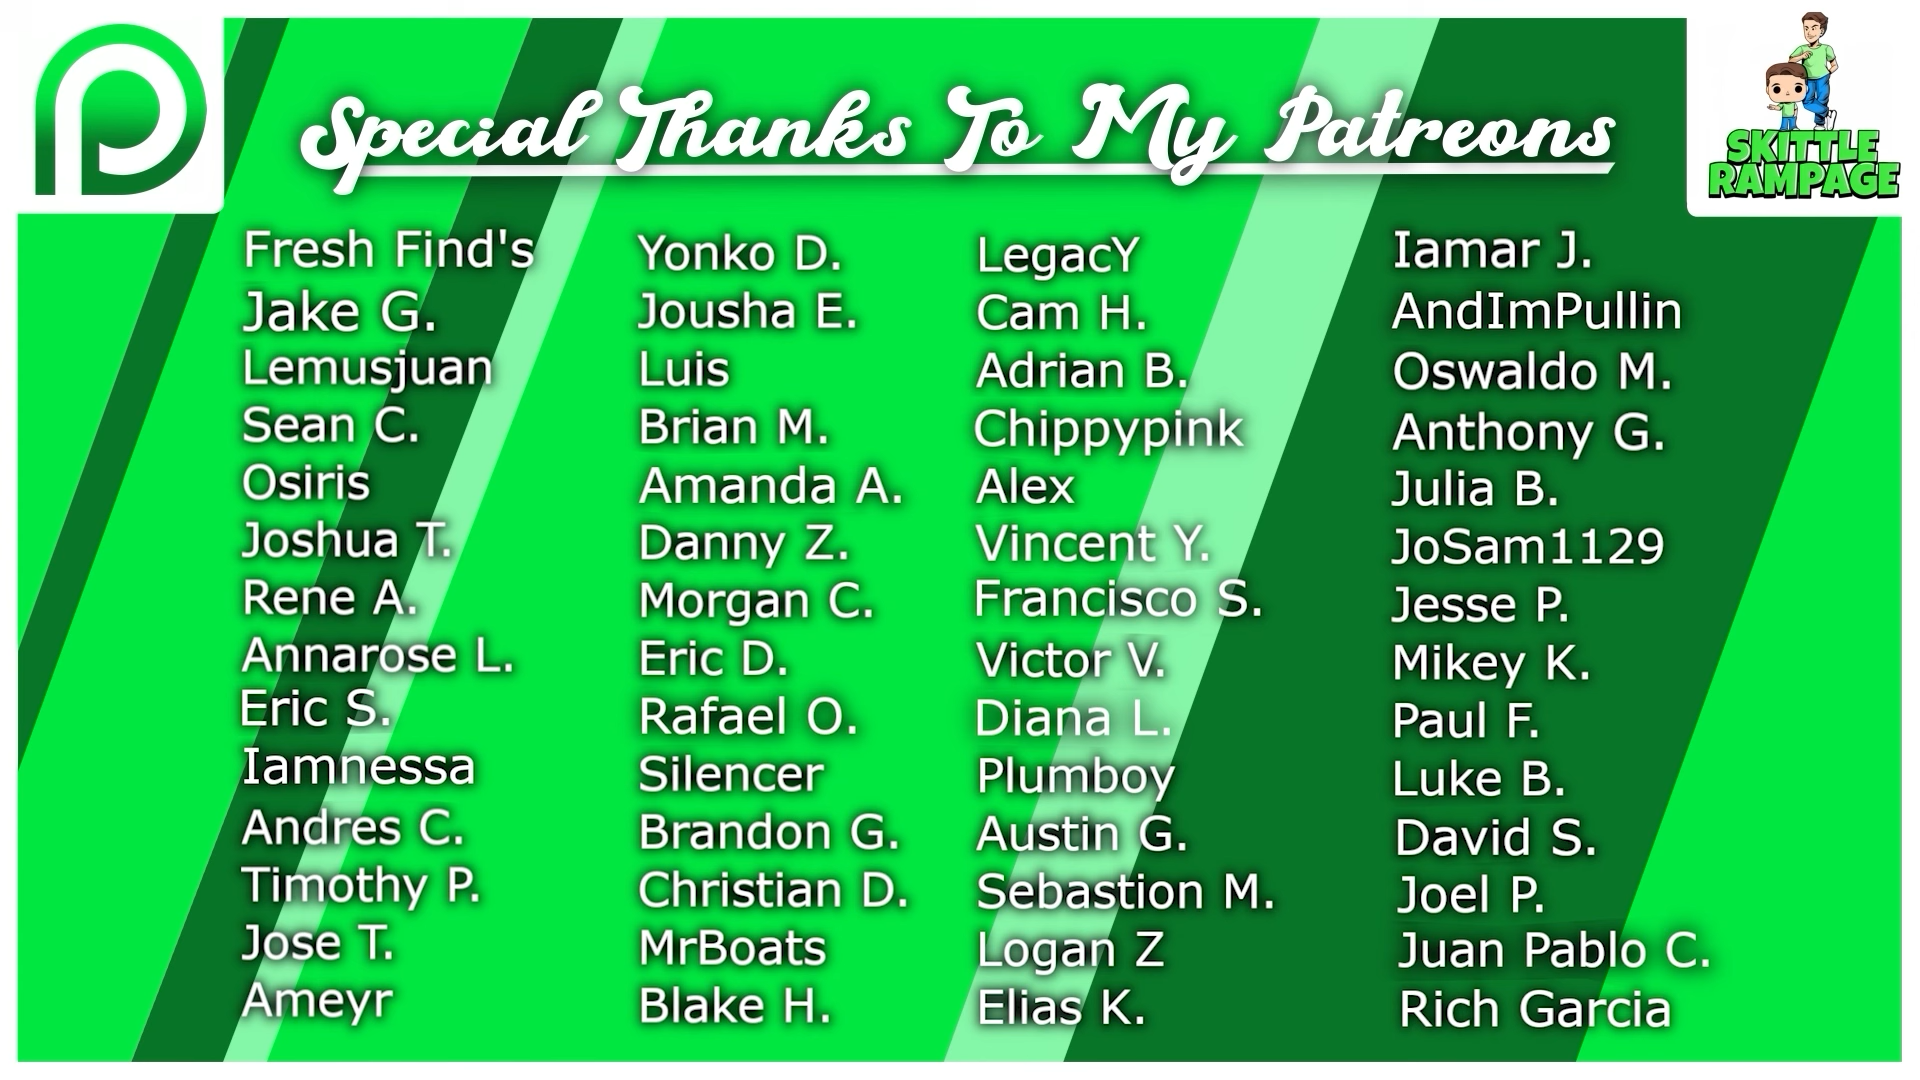 Special Thanks To My Patreons
SKITTLE
RAMPAGE
Fresh Find's
Jake G.
Lemusjuan
Sean C.
Osiris
Joshua T.
Rene A.
Annarose L.
Eric S.
Iamnessa
Andres C.
Timothy P.
Jose T.
Ameyr
Yonko D.
Jousha E.
Luis
Brian M.
Amanda A.
Danny Z.
Morgan C.
Eric D.
Rafael O.
Silencer
Brandon G.
Christian D.
MrBoats
Blake H.
LegacY
Cam H.
Adrian B.
Chippypink
Alex
Vincent Y.
Francisco S.
Victor V.
Diana L.
Plumboy
Austin G.
Sebastion M.
Logan Z
Elias K.
Iamar J.
AndImPullin
Oswaldo M.
Anthony G.
Julia B.
JoSam1129
Jesse P.
Mikey K.
Paul F.
Luke B.
David S.
Joel P.
Juan Pablo C.
Rich Garcia